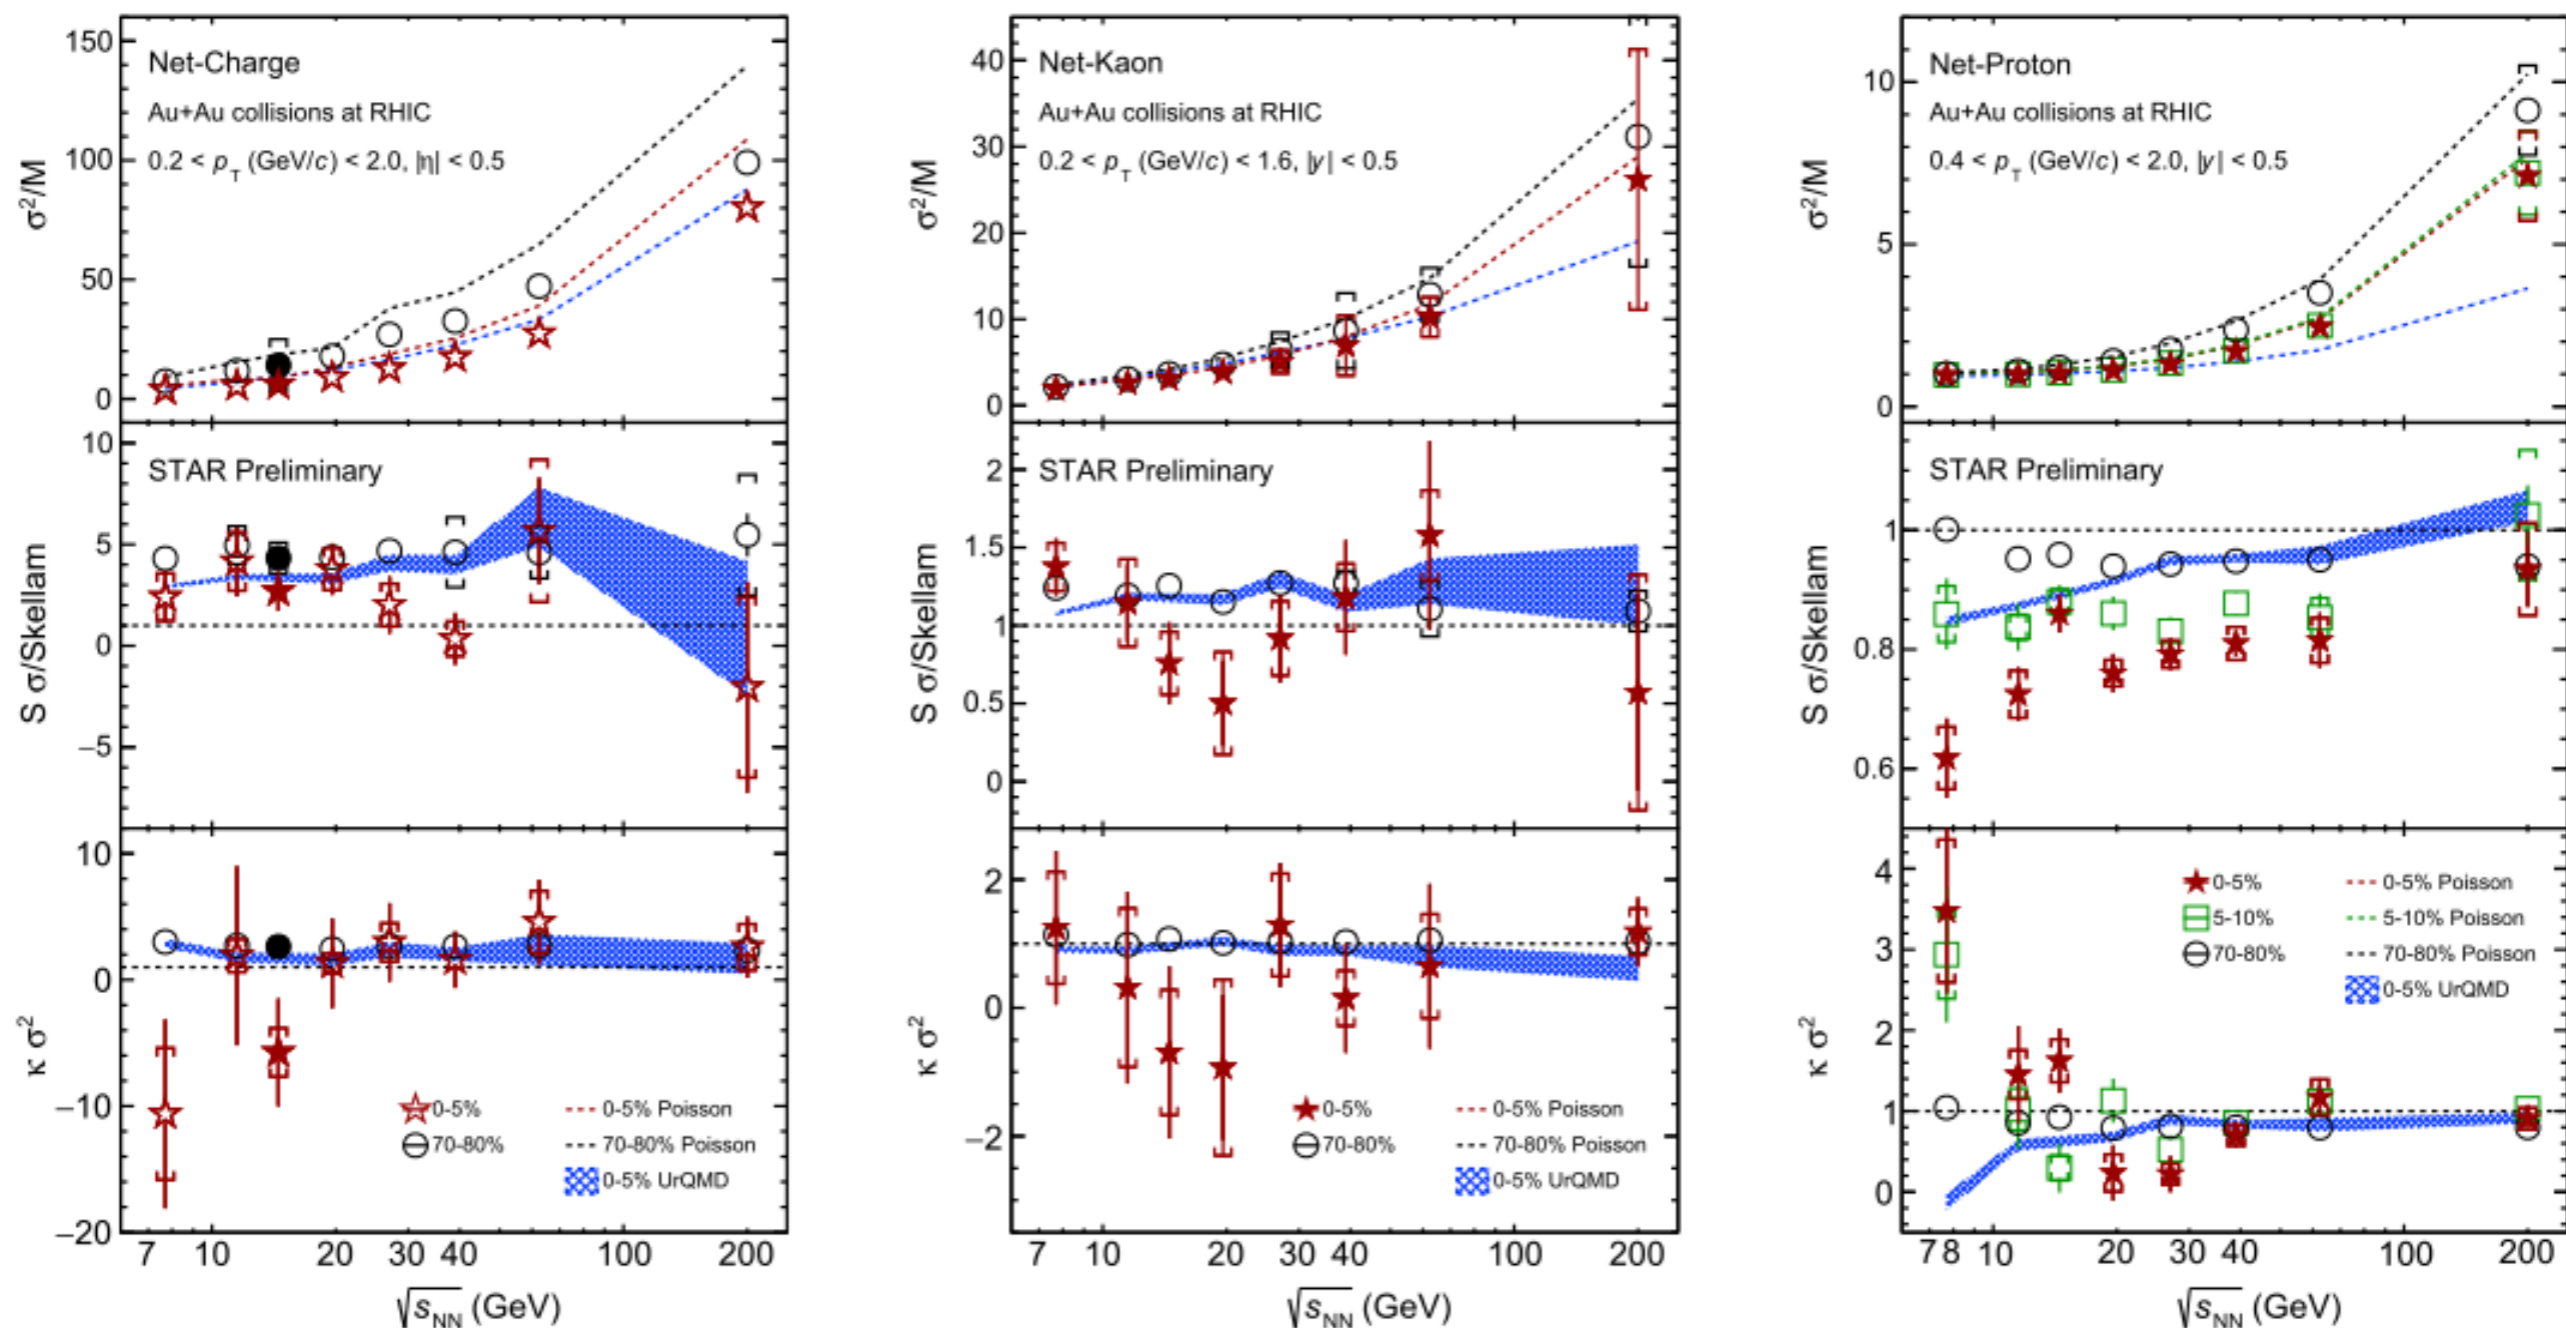 150
100
50
0
σ²/M
Net-Charge
Au+Au collisions at RHIC
0.2 < p_T (GeV/c) < 2.0, |η| < 0.5
10
5
0
−5
S σ/Skellam
STAR Preliminary
10
0
−10
−20
κ σ²
0-5%
70-80%
0-5% Poisson
70-80% Poisson
0-5% UrQMD
7 10 20 30 40 100 200
√s_NN (GeV)
40
30
20
10
0
σ²/M
Net-Kaon
Au+Au collisions at RHIC
0.2 < p_T (GeV/c) < 1.6, |y| < 0.5
2
1.5
1
0.5
0
S σ/Skellam
STAR Preliminary
2
0
−2
κ σ²
0-5%
70-80%
0-5% Poisson
70-80% Poisson
0-5% UrQMD
7 10 20 30 40 100 200
√s_NN (GeV)
10
5
0
σ²/M
Net-Proton
Au+Au collisions at RHIC
0.4 < p_T (GeV/c) < 2.0, |y| < 0.5
1
0.8
0.6
S σ/Skellam
STAR Preliminary
4
3
2
1
0
κ σ²
0-5%
5-10%
70-80%
0-5% Poisson
5-10% Poisson
70-80% Poisson
0-5% UrQMD
7 8 10 20 30 40 100 200
√s_NN (GeV)